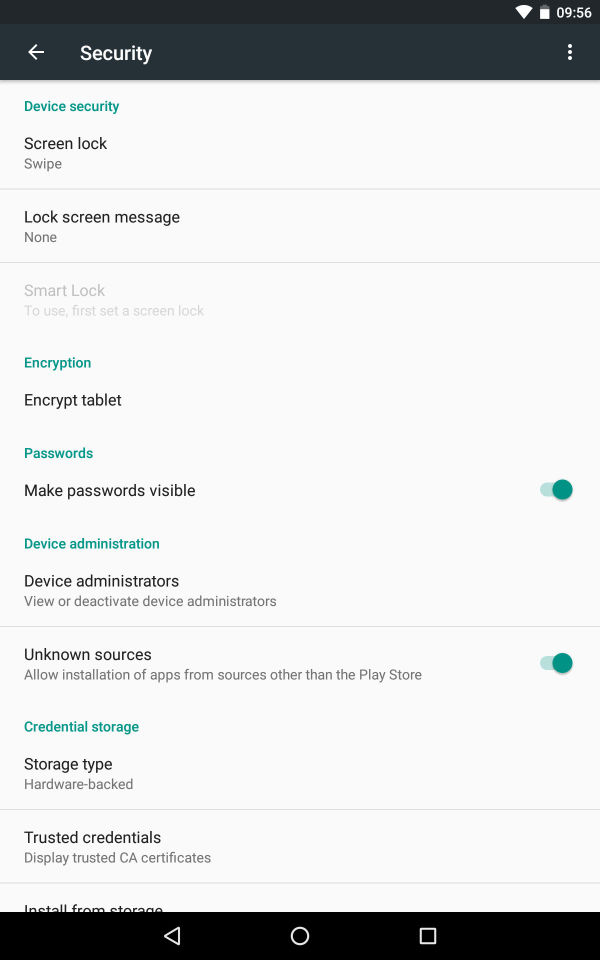 09:56
Security
Device security
Screen lock
Swipe
Lock screen message
None
Smart Lock
To use, first set a screen lock
Encryption
Encrypt tablet
Passwords
Make passwords visible
Device administration
Device administrators
View or deactivate device administrators
Unknown sources
Allow installation of apps from sources other than the Play Store
Credential storage
Storage type
Hardware-backed
Trusted credentials
Display trusted CA certificates
Install from storage